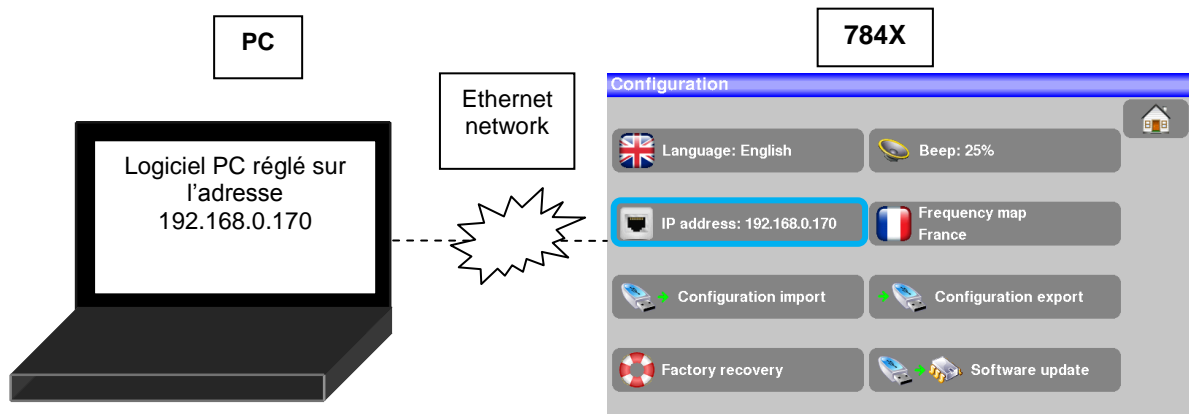 PC
784X
Ethernet
network
Logiciel PC réglé sur
l'adresse
192.168.0.170
Configuration
Language: English
Beep: 25%
IP address: 192.168.0.170
Frequency map
France
Configuration import
Configuration export
Factory recovery
Software update